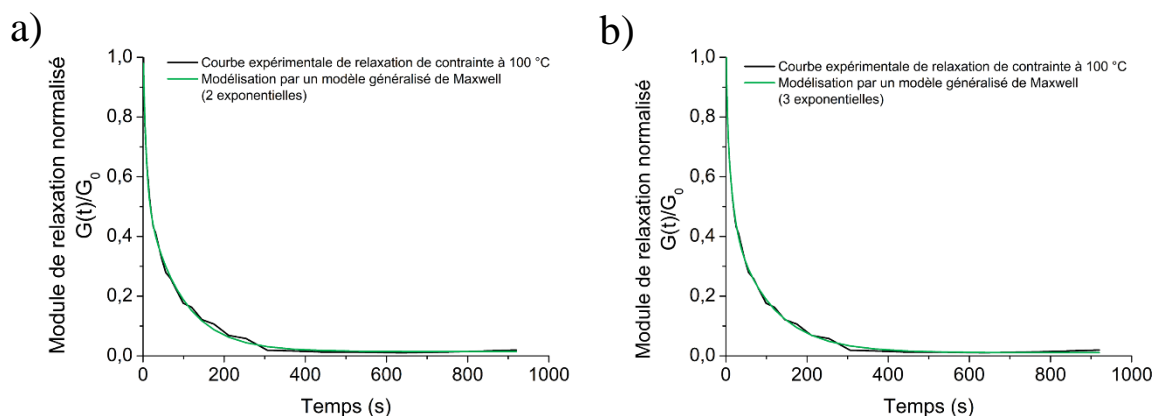 a)
Module de relaxation normalisé
G(t)/G₀
1,0
0,8
0,6
0,4
0,2
0,0
Courbe expérimentale de relaxation de contrainte à 100 °C
Modélisation par un modèle généralisé de Maxwell
(2 exponentielles)
0 200 400 600 800 1000
Temps (s)
b)
Module de relaxation normalisé
G(t)/G₀
1,0
0,8
0,6
0,4
0,2
0,0
Courbe expérimentale de relaxation de contrainte à 100 °C
Modélisation par un modèle généralisé de Maxwell
(3 exponentielles)
0 200 400 600 800 1000
Temps (s)